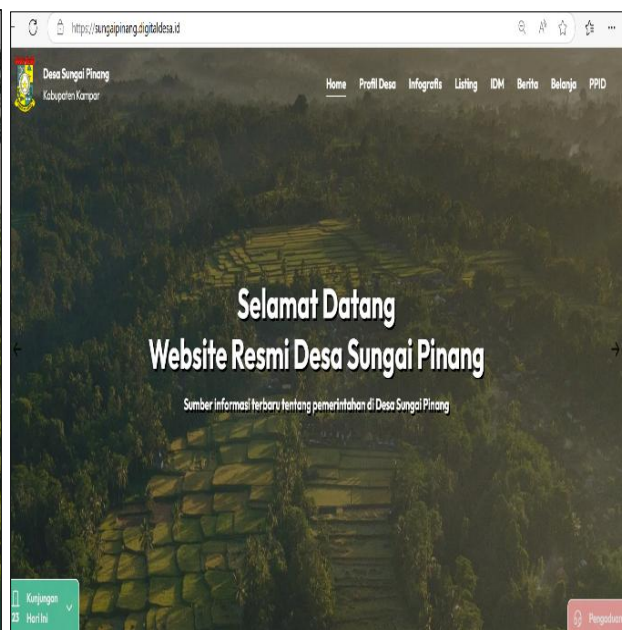 https://sungaipinang.digitaldesa.id
Desa Sungai Pinang
Kabupaten Kampar
Home Profil Desa Infografis Listing IDM Berita Belanja PPID
Selamat Datang
Website Resmi Desa Sungai Pinang
Sumber informasi terbaru tentang pemerintahan di Desa Sungai Pinang
Kunjungan
23 Hari Ini
Pengaduan